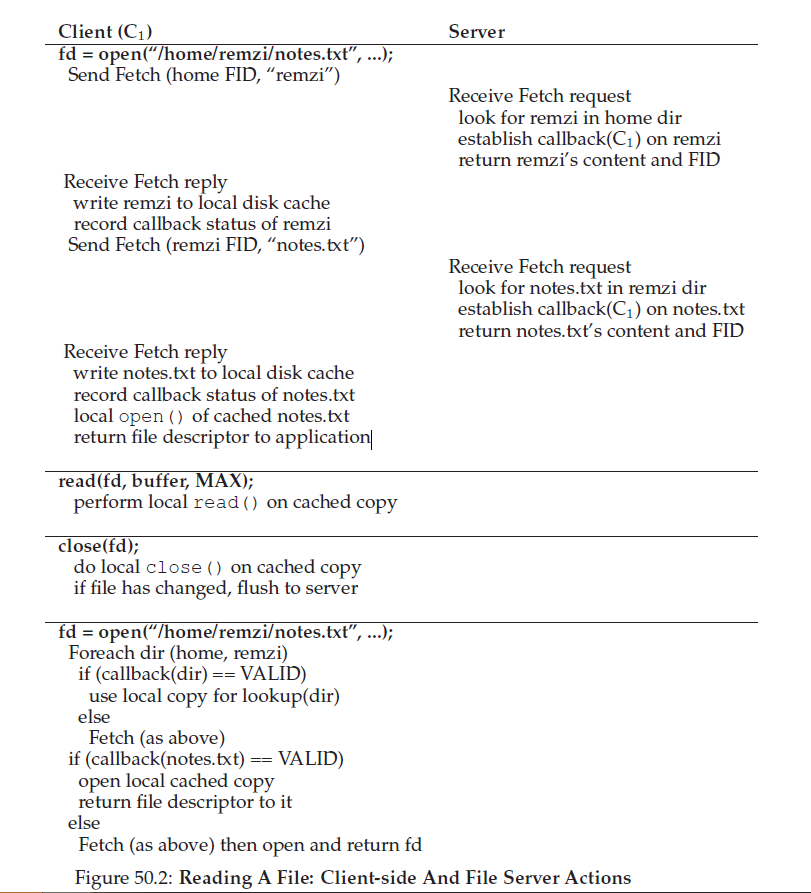 Client (C₁) Server
fd = open(“/home/remzi/notes.txt”, ...);
Send Fetch (home FID, “remzi”)
Receive Fetch request
look for remzi in home dir
establish callback(C₁) on remzi
return remzi’s content and FID
Receive Fetch reply
write remzi to local disk cache
record callback status of remzi
Send Fetch (remzi FID, “notes.txt”)
Receive Fetch request
look for notes.txt in remzi dir
establish callback(C₁) on notes.txt
return notes.txt’s content and FID
Receive Fetch reply
write notes.txt to local disk cache
record callback status of notes.txt
local open() of cached notes.txt
return file descriptor to application
read(fd, buffer, MAX);
perform local read() on cached copy
close(fd);
do local close() on cached copy
if file has changed, flush to server
fd = open(“/home/remzi/notes.txt”, ...);
Foreach dir (home, remzi)
if (callback(dir) == VALID)
use local copy for lookup(dir)
else
Fetch (as above)
if (callback(notes.txt) == VALID)
open local cached copy
return file descriptor to it
else
Fetch (as above) then open and return fd
Figure 50.2: Reading A File: Client-side And File Server Actions